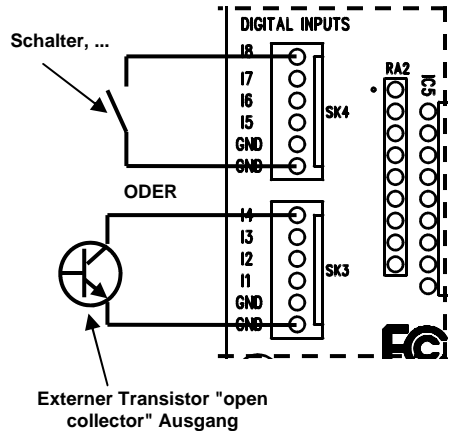 DIGITAL INPUTS
Schalter, ...
I8
I7
I6
I5
GND
GND
SK4
RA2
IC5
ODER
I4
I3
I2
I1
GND
GND
SK3
FC
Externer Transistor "open
collector" Ausgang